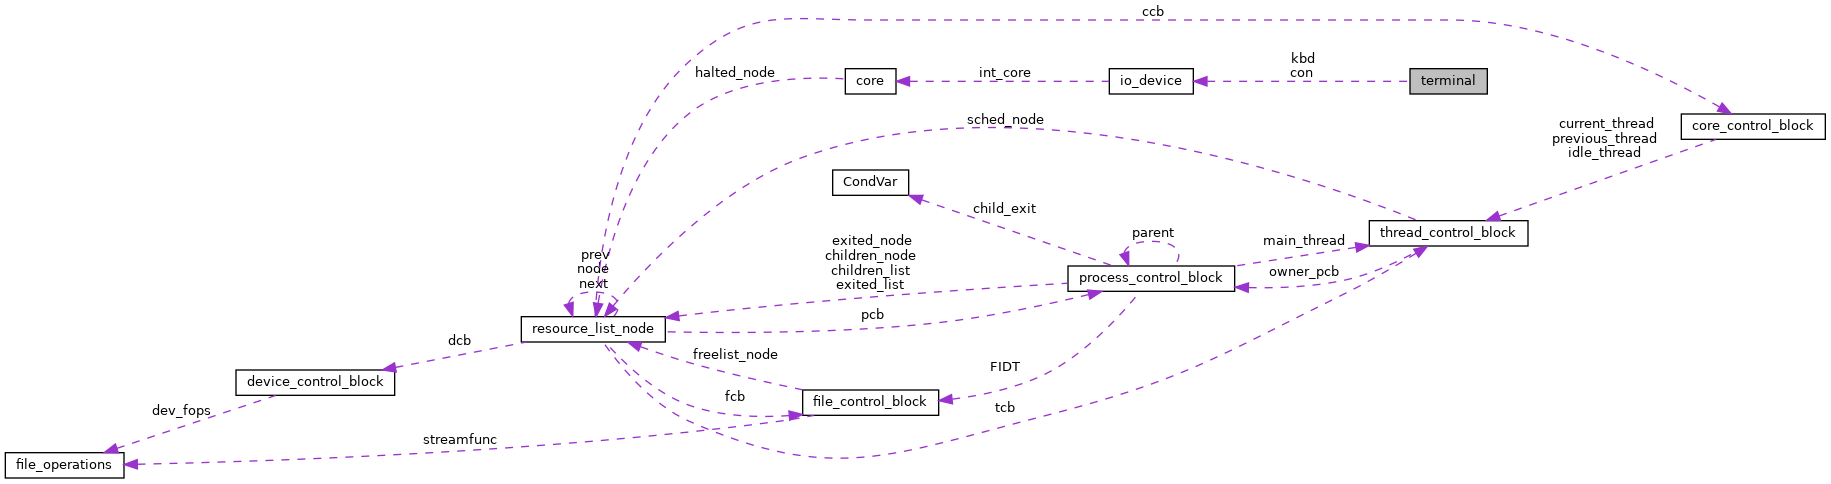 ccb
kbd
con
halted_node
int_core
core
io_device
terminal
sched_node
current_thread
previous_thread
idle_thread
core_control_block
CondVar
child_exit
parent
main_thread
thread_control_block
exited_node
children_node
children_list
exited_list
prev
node
next
owner_pcb
process_control_block
pcb
resource_list_node
dcb
freelist_node
FIDT
device_control_block
fcb
file_control_block
tcb
dev_fops
streamfunc
file_operations